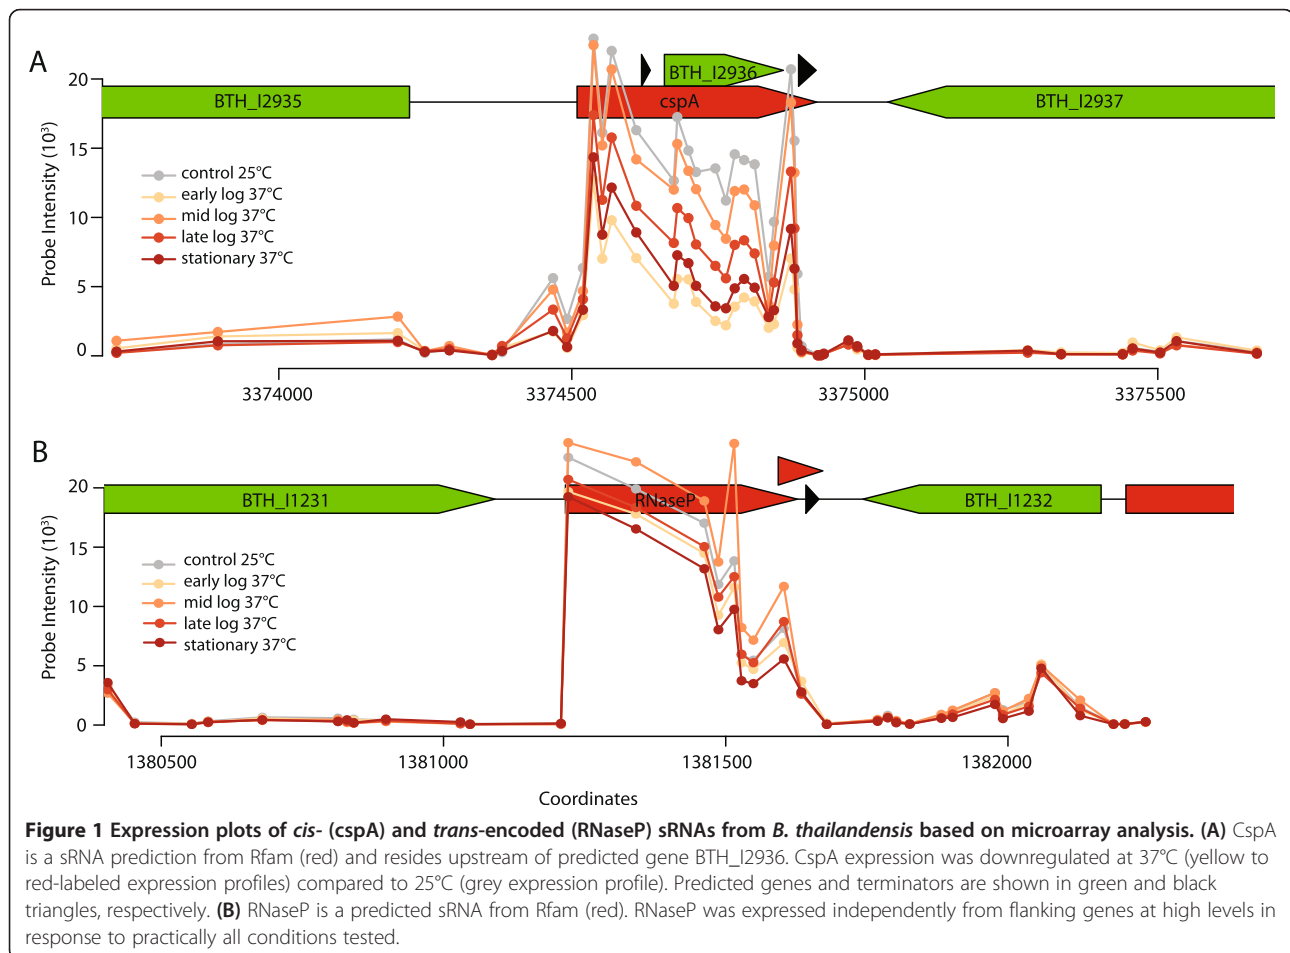 A
BTH_I2936
BTH_I2935
cspA
BTH_I2937
Probe Intensity (10³)
20
15
10
5
0
control 25°C
early log 37°C
mid log 37°C
late log 37°C
stationary 37°C
3374000
3374500
3375000
3375500
B
BTH_I1231
RNaseP
BTH_I1232
Probe Intensity (10³)
20
15
10
5
0
control 25°C
early log 37°C
mid log 37°C
late log 37°C
stationary 37°C
1380500
1381000
1381500
1382000
Coordinates
Figure 1 Expression plots of cis- (cspA) and trans-encoded (RNaseP) sRNAs from B. thailandensis based on microarray analysis. (A) CspA
is a sRNA prediction from Rfam (red) and resides upstream of predicted gene BTH_I2936. CspA expression was downregulated at 37°C (yellow to
red-labeled expression profiles) compared to 25°C (grey expression profile). Predicted genes and terminators are shown in green and black
triangles, respectively. (B) RNaseP is a predicted sRNA from Rfam (red). RNaseP was expressed independently from flanking genes at high levels in
response to practically all conditions tested.